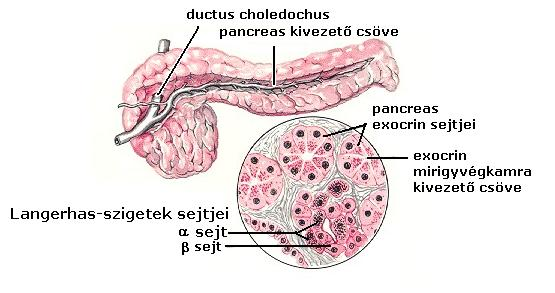 ductus choledochus
pancreas kivezető csöve
pancreas
exocrin sejtjei
exocrin
mirigyvégkamra
kivezető csöve
Langerhas-szigetek sejtjei
α sejt
β sejt